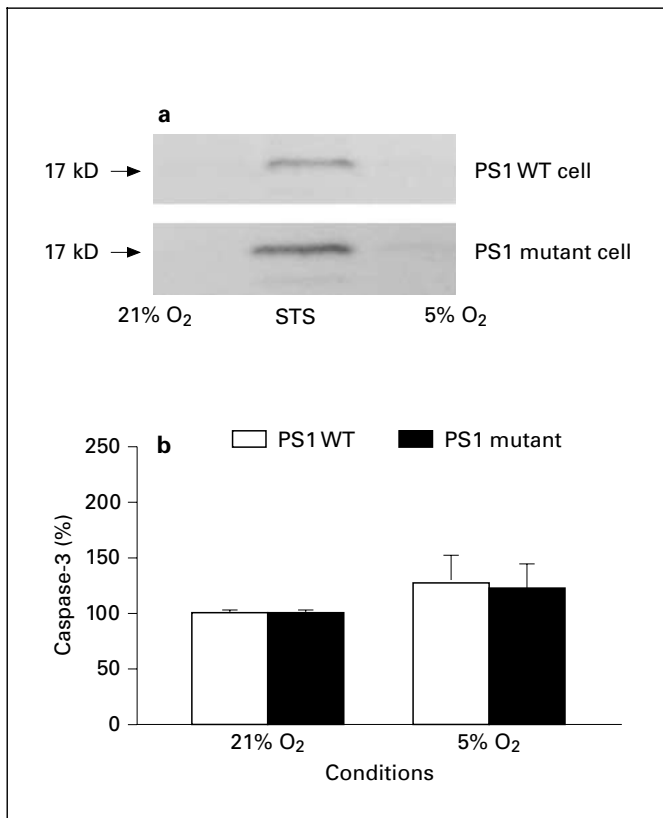 a
17 kD PS1 WT cell
17 kD PS1 mutant cell
21% O₂ STS 5% O₂
b PS1 WT PS1 mutant
250
200
150
100
50
0
Caspase-3 (%)
21% O₂ 5% O₂
Conditions